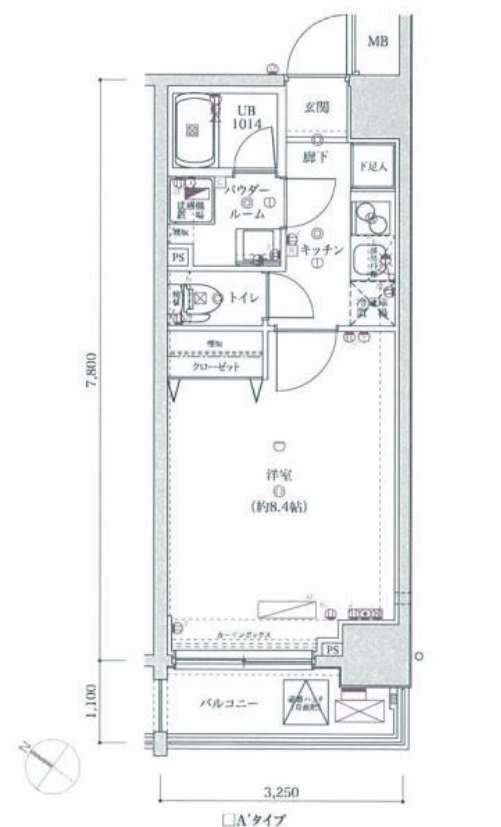 MB
玄関
UB
1014
廊下
下足入
パウダー
ルーム
洗濯機
置場
棚板
キッチン
PS
トイレ
冷蔵庫
置場
クローゼット
洋室
(約8.4帖)
カーテンボックス
PS
バルコニー
7,800
1,100
N
3,250
□A'タイプ